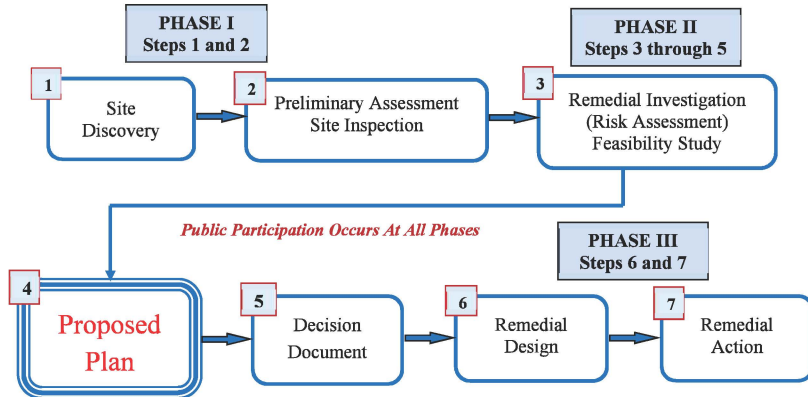 PHASE I
Steps 1 and 2
PHASE II
Steps 3 through 5
1
Site
Discovery
2
Preliminary Assessment
Site Inspection
3
Remedial Investigation
(Risk Assessment)
Feasibility Study
Public Participation Occurs At All Phases
PHASE III
Steps 6 and 7
4
Proposed
Plan
5
Decision
Document
6
Remedial
Design
7
Remedial
Action